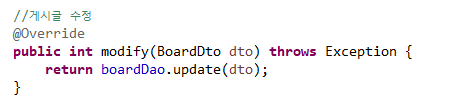 //게시글 수정
@Override
public int modify(BoardDto dto) throws Exception {
    return boardDao.update(dto);
}